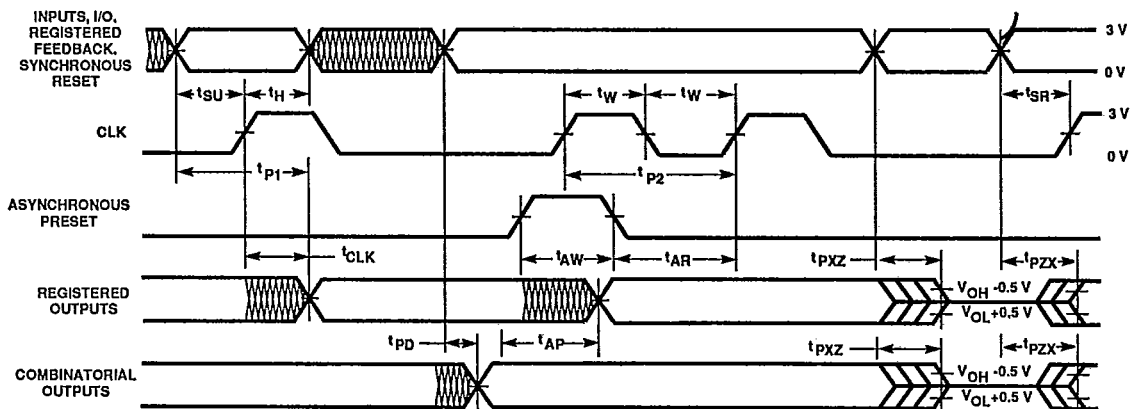 INPUTS, I/O,
REGISTERED
FEEDBACK,
SYNCHRONOUS
RESET
3 V
0 V
tSU
tH
tW
tW
tSR
CLK
3 V
0 V
tP1
tP2
ASYNCHRONOUS
PRESET
tCLK
tAW
tAR
tPXZ
tPZX
REGISTERED
OUTPUTS
VOH -0.5 V
VOL+0.5 V
tPD
tAP
tPXZ
tPZX
COMBINATORIAL
OUTPUTS
VOH -0.5 V
VOL+0.5 V